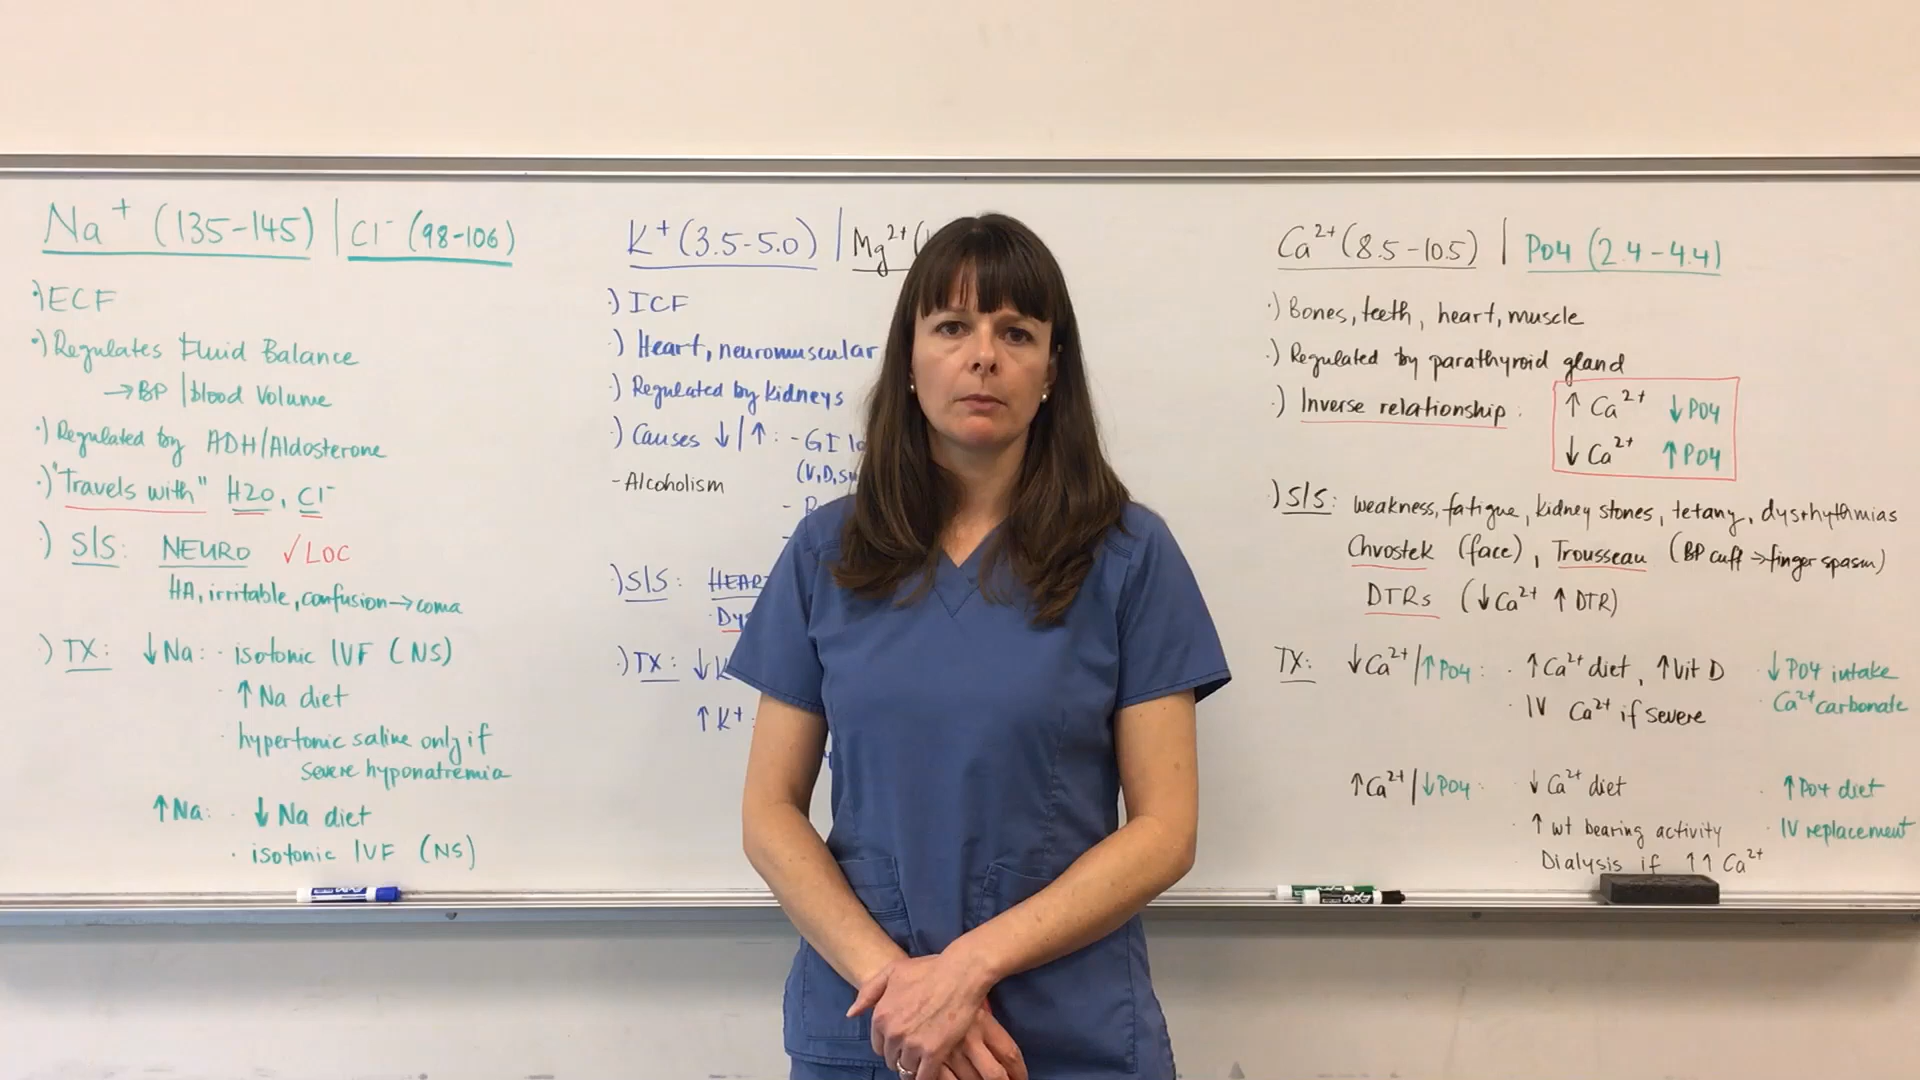 Na⁺ (135-145) | Cl⁻ (98-106)
·) ECF
·) Regulates Fluid Balance
→ BP | blood Volume
·) Regulated by ADH/Aldosterone
·) "Travels with" H2O, Cl⁻
·) S/S: NEURO ✓ LOC
HA, irritable, confusion → coma
·) TX: ↓Na: · isotonic IVF (NS)
· ↑ Na diet
· hypertonic saline only if
severe hyponatremia
↑Na: · ↓ Na diet
· isotonic IVF (NS)
K⁺ (3.5-5.0) | Mg²⁺ (
·) ICF
·) Heart, neuromuscular
·) Regulated by kidneys
·) Causes ↓/↑: - GI
- Alcoholism
(V, D,
·) S/S:
·) TX: ↓ K
↑ K⁺:
Ca²⁺ (8.5-10.5) | PO4 (2.4-4.4)
·) Bones, teeth, heart, muscle
·) Regulated by parathyroid gland
·) Inverse relationship: ↑ Ca²⁺ ↓ PO4
↓ Ca²⁺ ↑ PO4
·) S/S: weakness, fatigue, kidney stones, tetany, dysrhythmias
Chvostek (face), Trousseau (BP cuff → finger spasm)
DTRs (↓Ca²⁺ ↑ DTR)
TX: ↓Ca²⁺/↑PO4: · ↑Ca²⁺ diet, ↑Vit D · ↓ PO4 intake
· IV Ca²⁺ if severe · Ca²⁺ carbonate
↑Ca²⁺/↓PO4: · ↓ Ca²⁺ diet · ↑ PO4 diet
· ↑ wt bearing activity · IV replacement
· Dialysis if ↑↑ Ca²⁺
EXPO